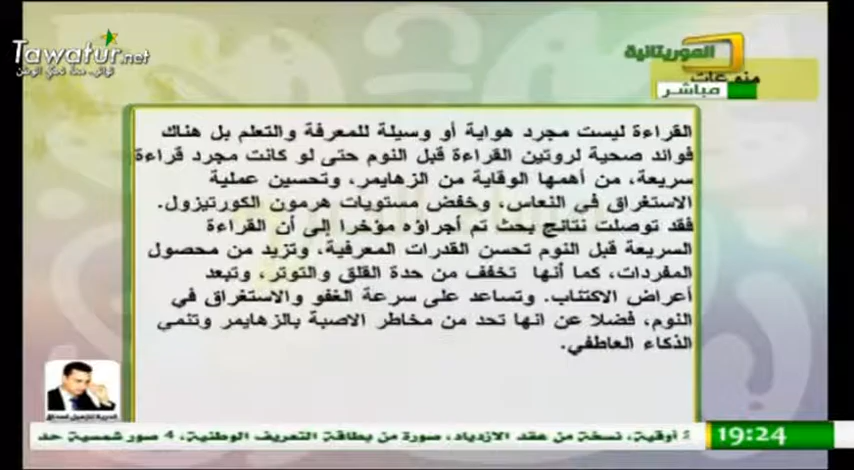 Tawatur.net
الموريتانية
منوعات
مباشر
القراءة ليست مجرد هواية أو وسيلة للمعرفة والتعلم بل هناك
فوائد صحية لروتين القراءة قبل النوم حتى لو كانت مجرد قراءة
سريعة، من أهمها الوقاية من الزهايمر، وتحسين عملية
الاستغراق في النعاس، وخفض مستويات هرمون الكورتيزول.
فقد توصلت نتائج بحث تم أجراؤه مؤخرا إلى أن القراءة
السريعة قبل النوم تحسن القدرات المعرفية، وتزيد من محصول
المفردات، كما أنها تخفف من حدة القلق والتوتر، وتبعد
أعراض الاكتئاب. وتساعد على سرعة الغفو والاستغراق في
النوم، فضلا عن انها تحد من مخاطر الاصبة بالزهايمر وتنمي
الذكاء العاطفي.
أوقية، نسخة من عقد الازدياد، صورة من بطاقة التعريف الوطنية، 4 صور شمسية حد
19:24